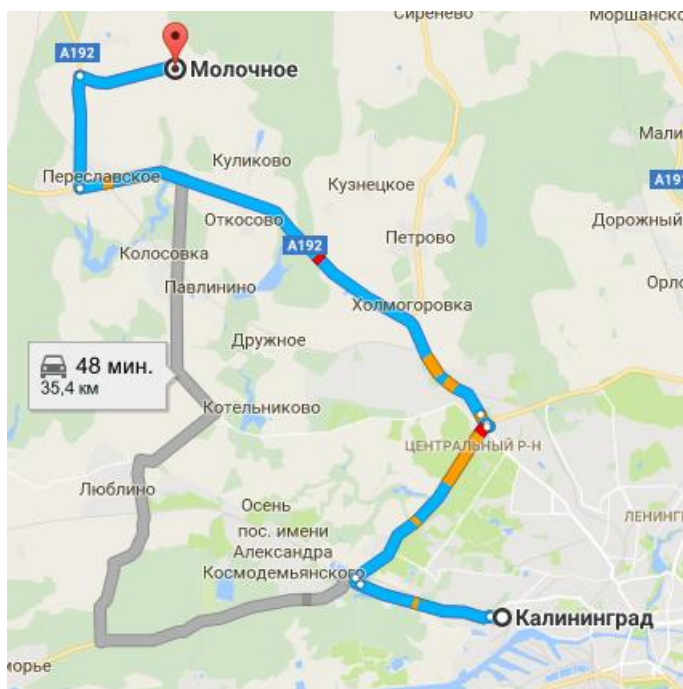 Сиренево
Моршанско
А192
Молочное
Мали
Куликово
Переславское
Кузнецкое
А19
Откосово
Дорожный
Петрово
А192
Колосовка
Орло
Павлинино
Холмогоровка
Дружное
48 мин.
35,4 км
Котельниково
ЦЕНТРАЛЬНЫЙ Р-Н
Люблино
Осень
ЛЕНИНГР
пос. имени
Александра
Космодемьянского
Калининград
морье